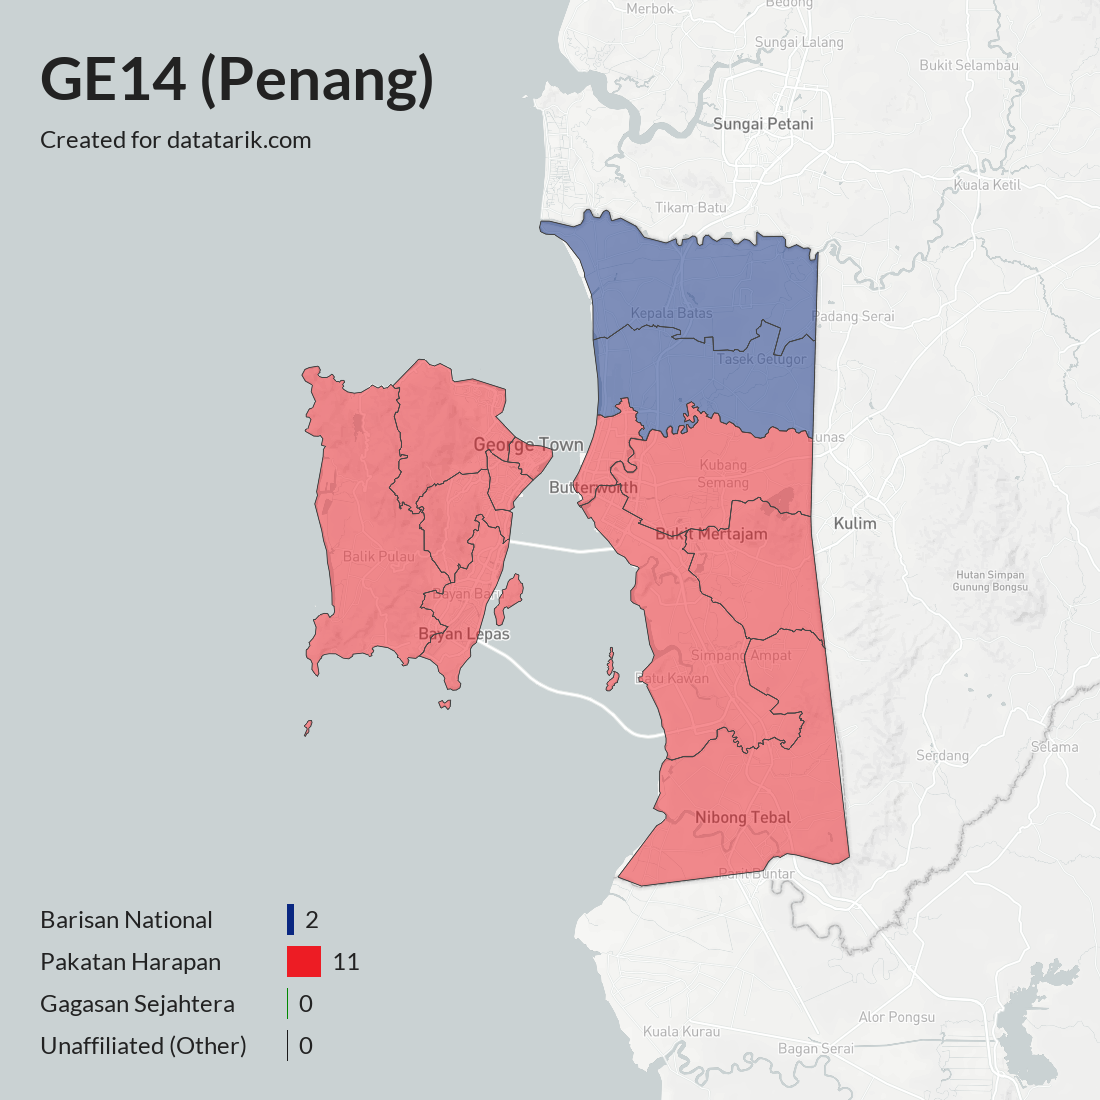 GE14 (Penang)
Created for datatarik.com
Merbok
Bedong
Sungai Lalang
Bukit Selambau
Sungai Petani
Kuala Ketil
Tikam Batu
Kepala Batas
Padang Serai
Tasek Gelugor
unas
George Town
Kubang
Semang
Butterworth
Kulim
Bukit Mertajam
Balik Pulau
Hutan Simpan
Gunung Bongsu
Bayan Baru
Bayan Lepas
Simpang Ampat
Batu Kawan
Selama
Serdang
Nibong Tebal
Parit Buntar
Barisan National 2
Pakatan Harapan 11
Gagasan Sejahtera 0
Unaffiliated (Other) 0
Alor Pongsu
Kuala Kurau
Bagan Serai